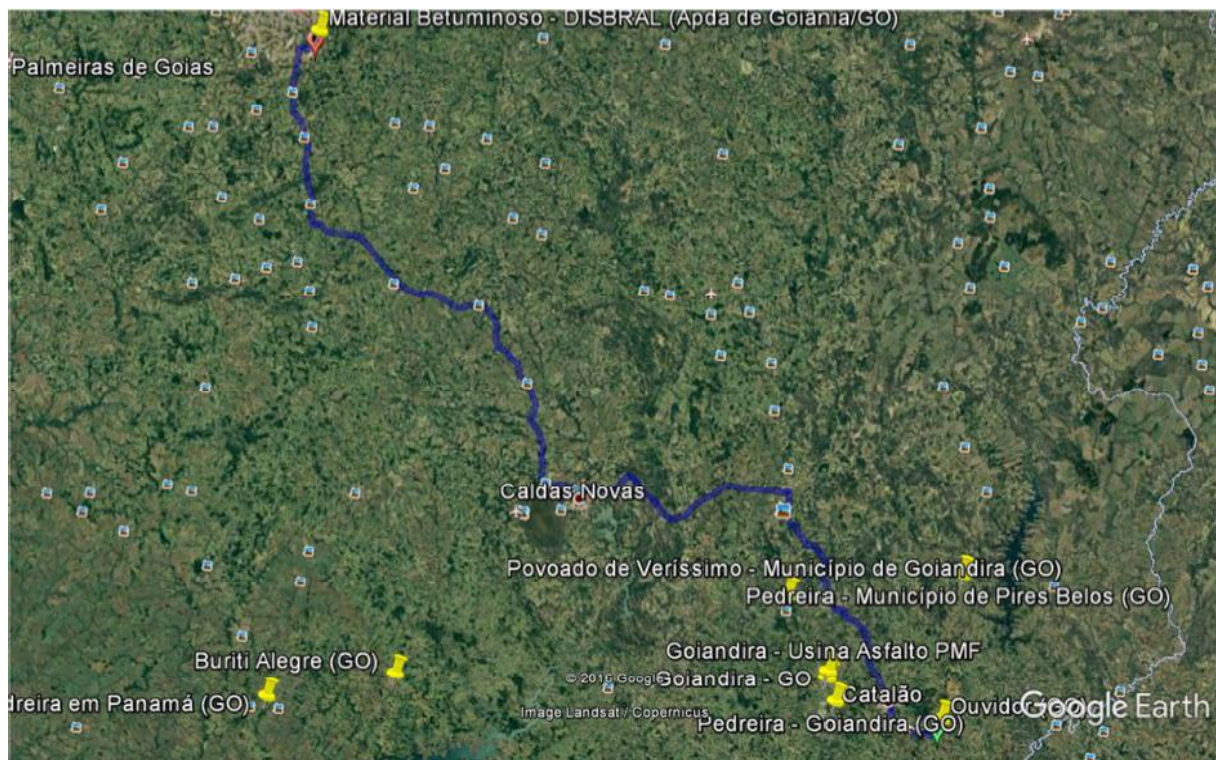 Material Betuminoso - DISBRAL (Apda de Goiânia/GO)
Palmeiras de Goias
Caldas Novas
Povoado de Veríssimo - Município de Goiandira (GO)
Pedreira - Município de Pires Belos (GO)
Goiandira - Usina Asfalto PMF
Buriti Alegre (GO)
© 2016 Google
Goiandira - GO
Catalão
dreira em Panamá (GO)
Ouvidor
Google Earth
Image Landsat / Copernicus
Pedreira - Goiandira (GO)